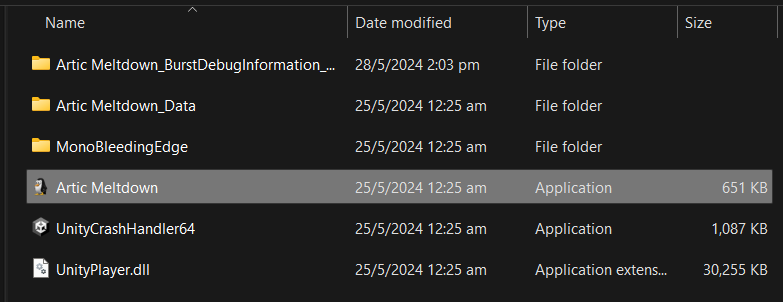 Name Date modified Type Size
Artic Meltdown_BurstDebugInformation_... 28/5/2024 2:03 pm File folder
Artic Meltdown_Data 25/5/2024 12:25 am File folder
MonoBleedingEdge 25/5/2024 12:25 am File folder
Artic Meltdown 25/5/2024 12:25 am Application 651 KB
UnityCrashHandler64 25/5/2024 12:25 am Application 1,087 KB
UnityPlayer.dll 25/5/2024 12:25 am Application extens... 30,255 KB